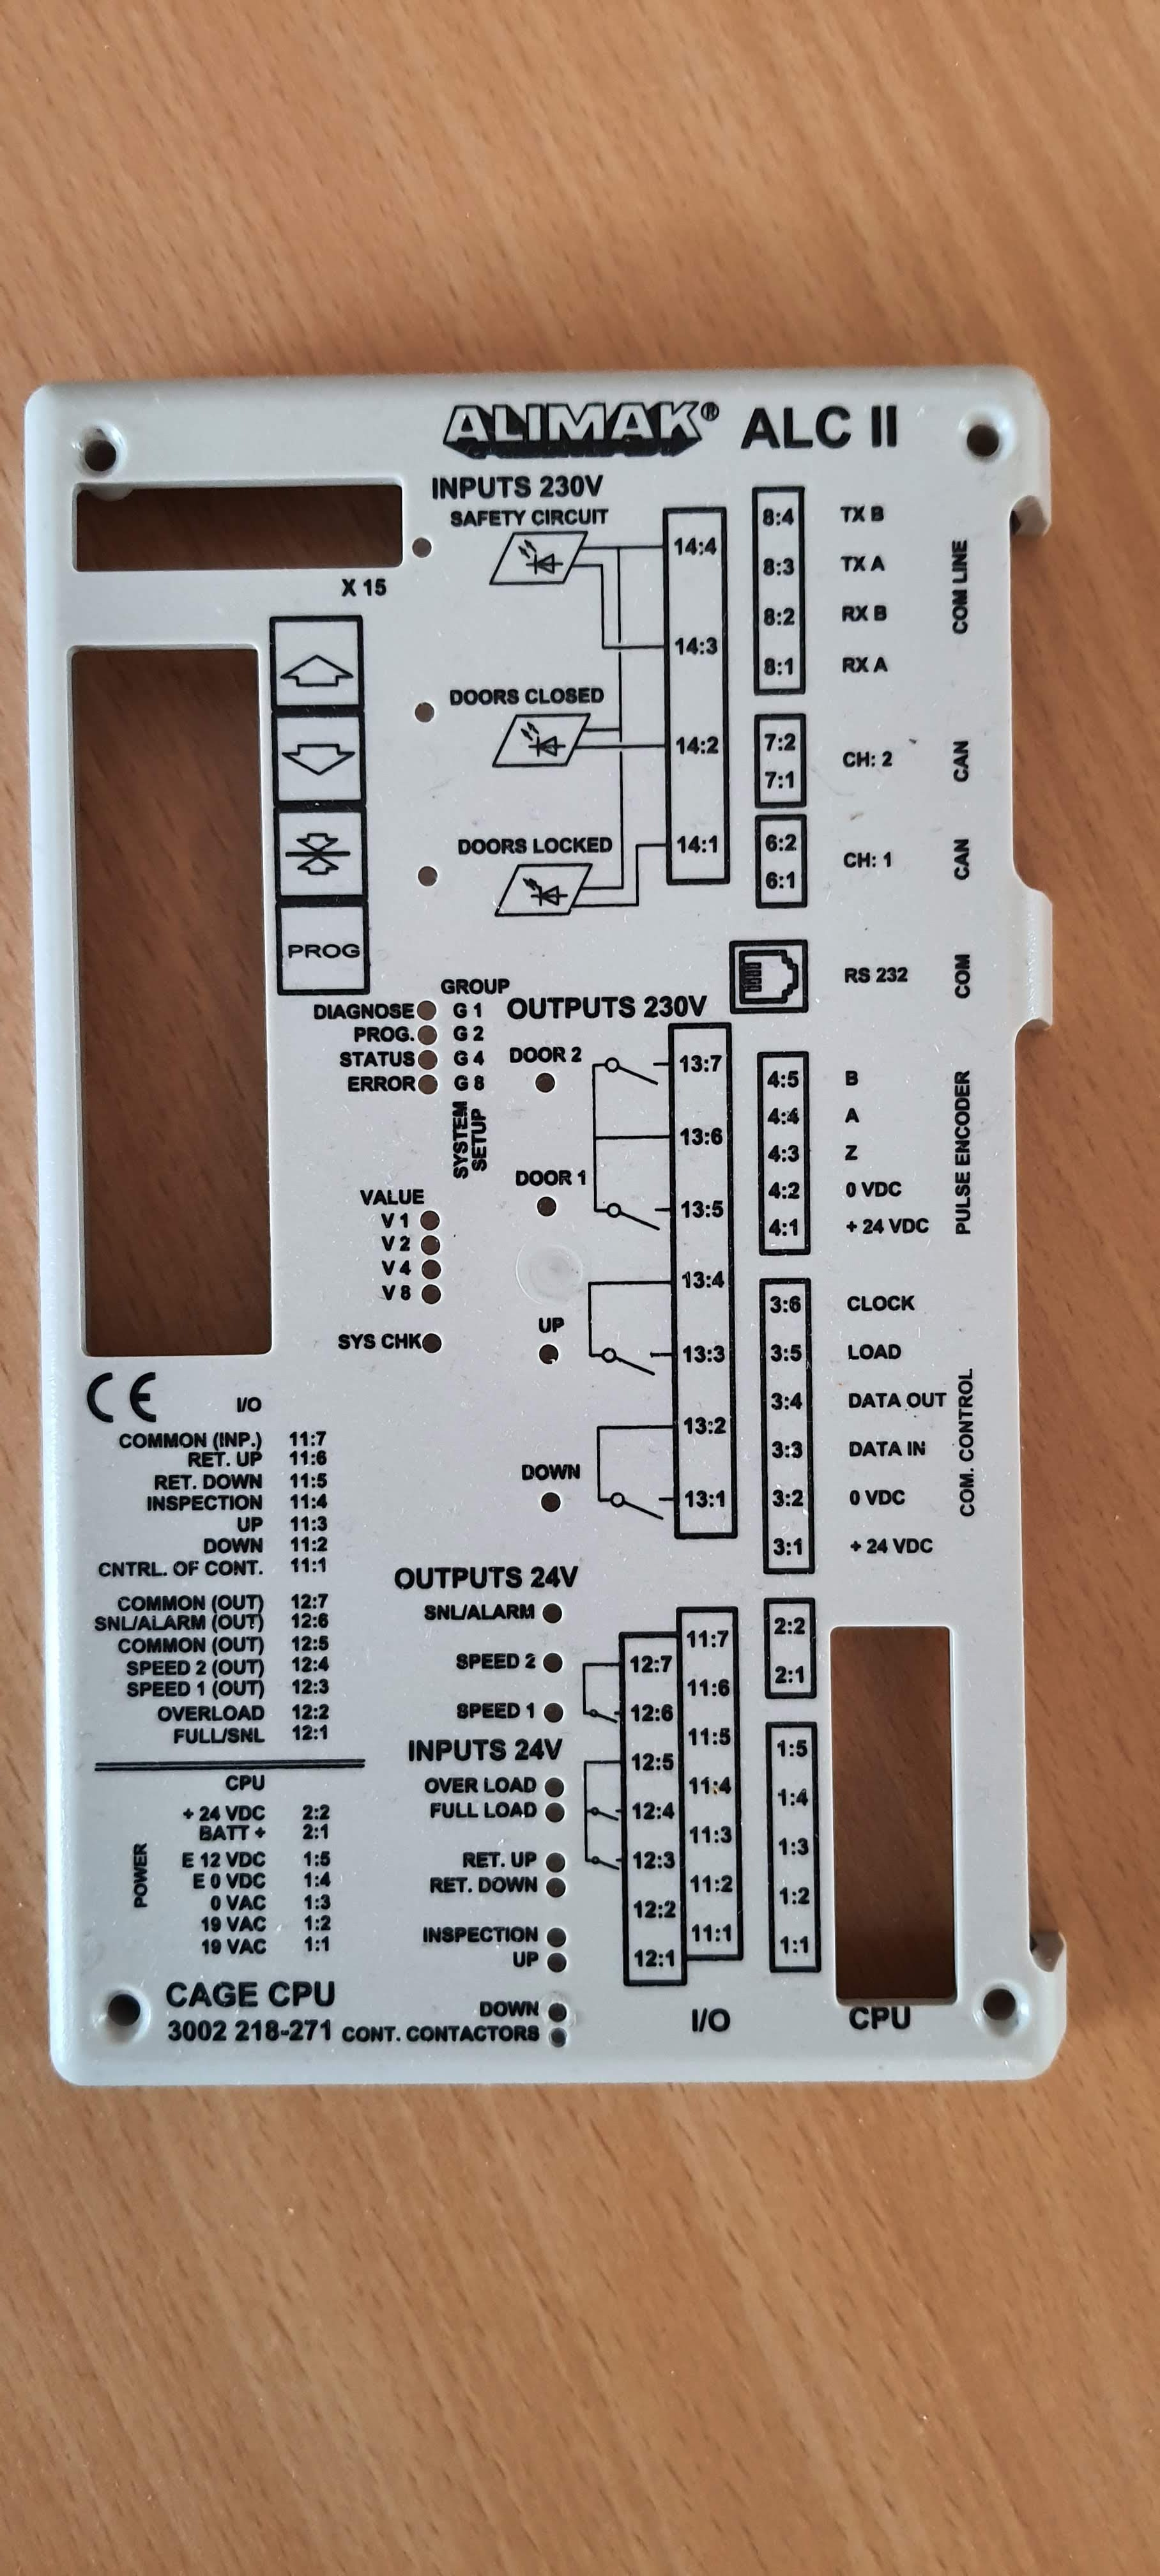 ALIMAK® ALC II
INPUTS 230V
SAFETY CIRCUIT
X 15
14:4
14:3
DOORS CLOSED
14:2
DOORS LOCKED
14:1
8:4 TX B
8:3 TX A
8:2 RX B
8:1 RX A
COM LINE
7:2
7:1
CH: 2
CAN
6:2
6:1
CH: 1
CAN
RS 232
COM
PROG
GROUP
DIAGNOSE G 1
PROG. G 2
STATUS G 4
ERROR G 8
SYSTEM
SETUP
VALUE
V 1
V 2
V 4
V 8
SYS CHK
OUTPUTS 230V
DOOR 2
13:7
13:6
DOOR 1
13:5
13:4
UP
13:3
13:2
DOWN
13:1
4:5 B
4:4 A
4:3 Z
4:2 0 VDC
4:1 + 24 VDC
PULSE ENCODER
3:6 CLOCK
3:5 LOAD
3:4 DATA OUT
3:3 DATA IN
3:2 0 VDC
3:1 + 24 VDC
COM. CONTROL
CE
I/O
COMMON (INP.) 11:7
RET. UP 11:6
RET. DOWN 11:5
INSPECTION 11:4
UP 11:3
DOWN 11:2
CNTRL. OF CONT. 11:1
COMMON (OUT) 12:7
SNL/ALARM (OUT) 12:6
COMMON (OUT) 12:5
SPEED 2 (OUT) 12:4
SPEED 1 (OUT) 12:3
OVERLOAD 12:2
FULL/SNL 12:1
CPU
+ 24 VDC 2:2
BATT + 2:1
E 12 VDC 1:5
E 0 VDC 1:4
0 VAC 1:3
19 VAC 1:2
19 VAC 1:1
POWER
CAGE CPU
3002 218-271
OUTPUTS 24V
SNL/ALARM
SPEED 2
SPEED 1
INPUTS 24V
OVER LOAD
FULL LOAD
RET. UP
RET. DOWN
INSPECTION
UP
DOWN
CONT. CONTACTORS
12:7
12:6
12:5
12:4
12:3
12:2
12:1
11:7
11:6
11:5
11:4
11:3
11:2
11:1
I/O
2:2
2:1
1:5
1:4
1:3
1:2
1:1
CPU